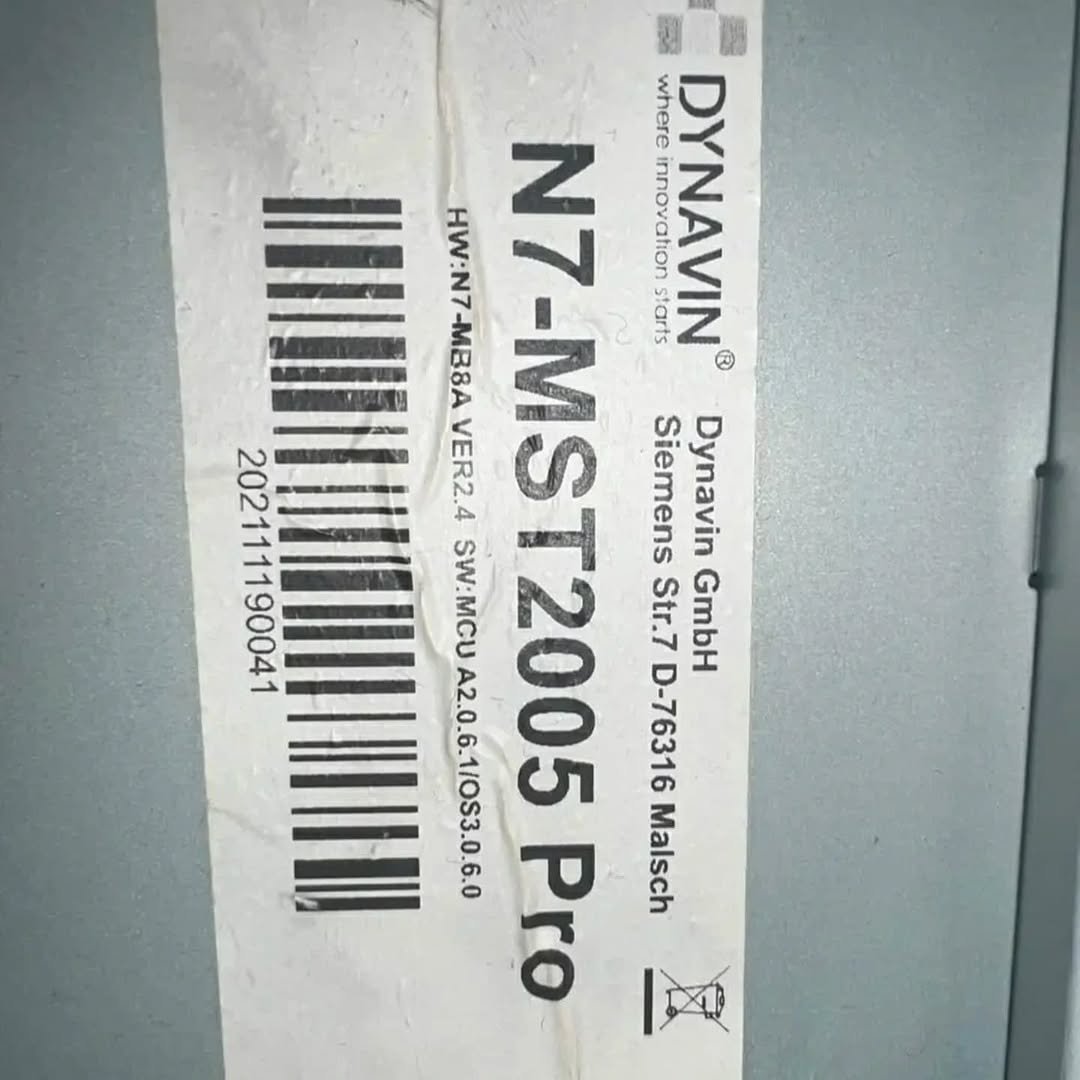 DYNAVIN®
where innovation starts
Dynavin GmbH
Siemens Str.7 D-76316 Malsch
N7-MST2005 Pro
HW:N7-MB8A VER2.4 SW:MCU A2.0.6.1/OS3.0.6.0
202111190041